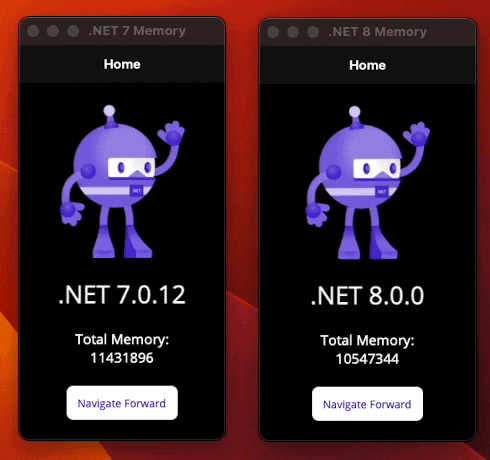 .NET 7 Memory
Home
.NET
.NET 7.0.12
Total Memory:
11431896
Navigate Forward
.NET 8 Memory
Home
.NET
.NET 8.0.0
Total Memory:
10547344
Navigate Forward